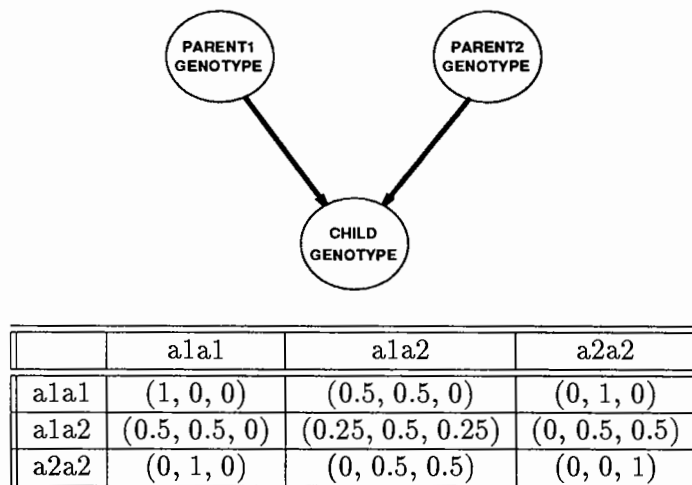 PARENT1
GENOTYPE
PARENT2
GENOTYPE
CHILD
GENOTYPE
a1a1 a1a2 a2a2
a1a1 (1, 0, 0) (0.5, 0.5, 0) (0, 1, 0)
a1a2 (0.5, 0.5, 0) (0.25, 0.5, 0.25) (0, 0.5, 0.5)
a2a2 (0, 1, 0) (0, 0.5, 0.5) (0, 0, 1)